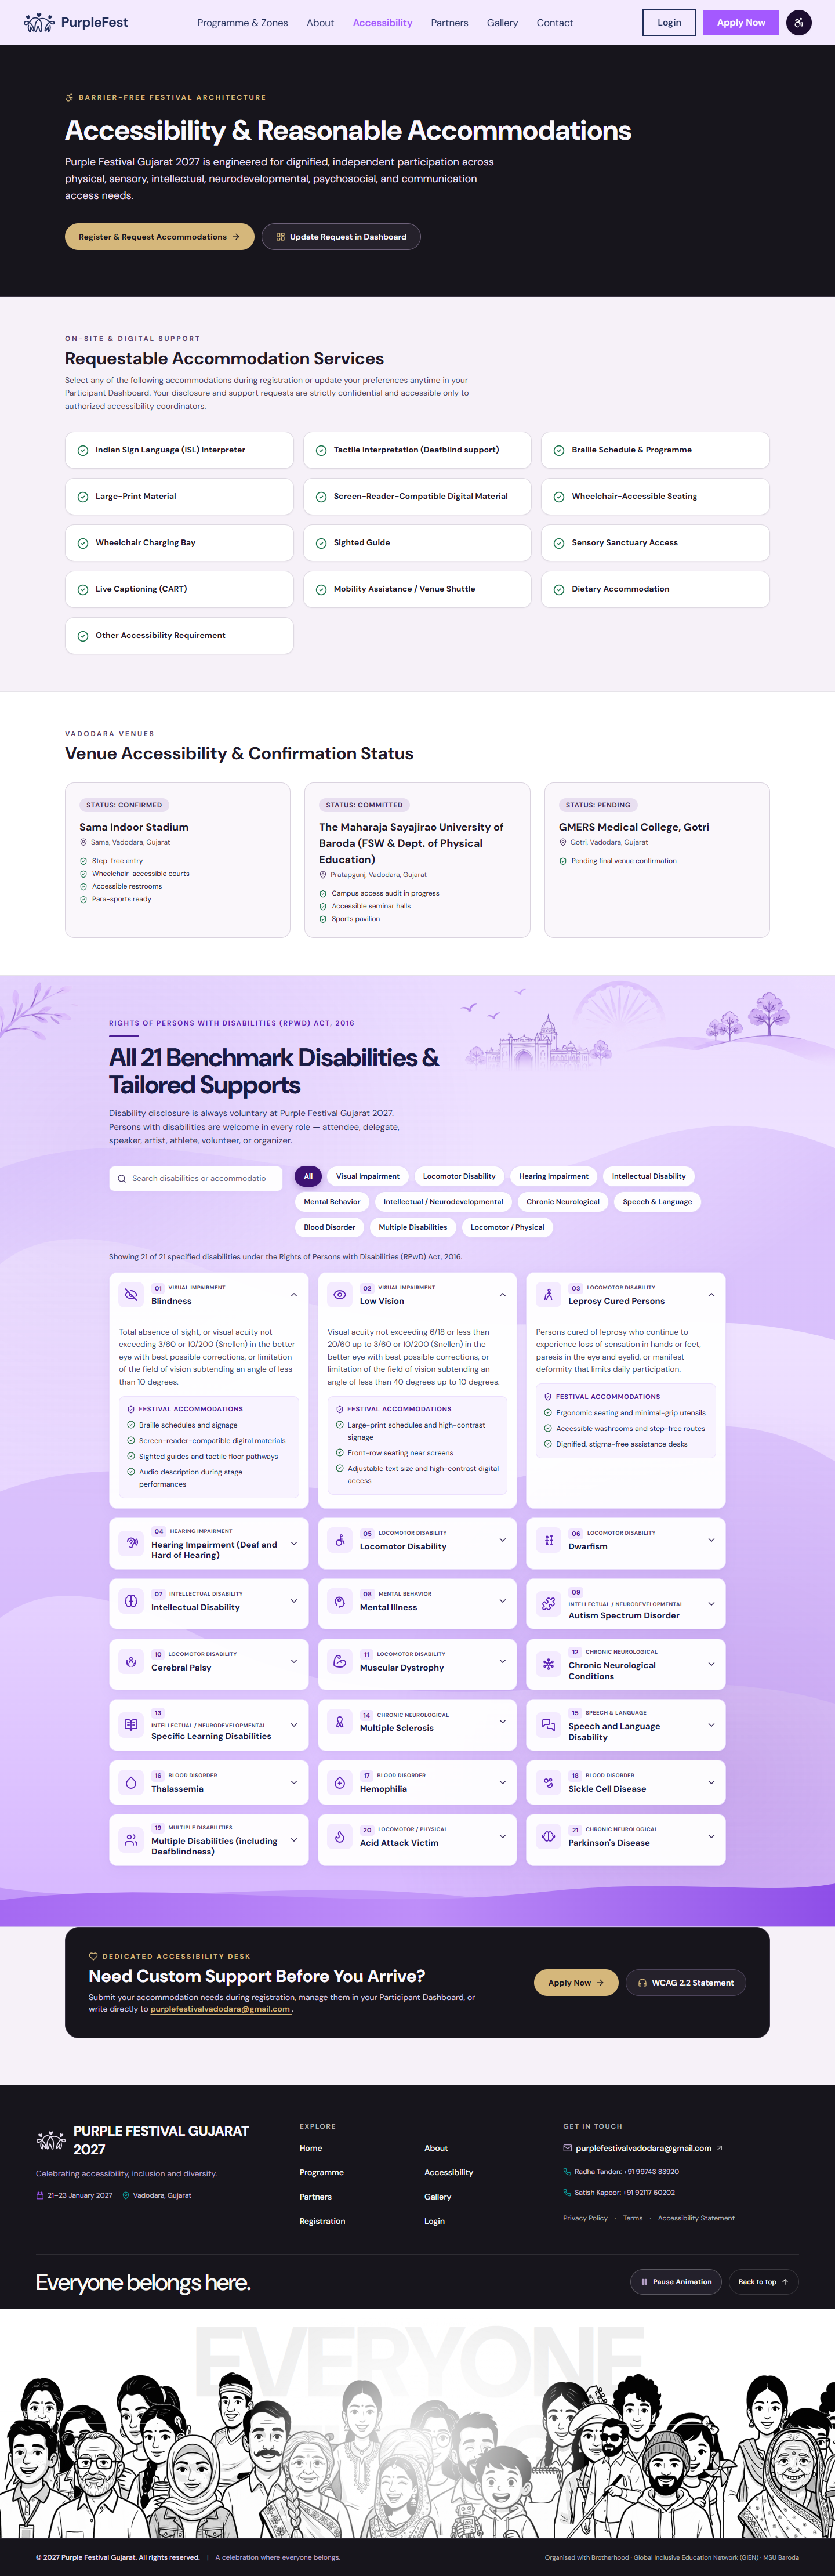 PurpleFest
Programme & Zones
About
Accessibility
Partners
Gallery
Contact
Login
Apply Now
BARRIER-FREE FESTIVAL ARCHITECTURE
Accessibility & Reasonable Accommodations
Purple Festival Gujarat 2027 is engineered for dignified, independent participation across
physical, sensory, intellectual, neurodevelopmental, psychosocial, and communication
access needs.
Register & Request Accommodations
Update Request in Dashboard
ON-SITE & DIGITAL SUPPORT
Requestable Accommodation Services
Select any of the following accommodations during registration or update your preferences anytime in your
Participant Dashboard. Your disclosure and support requests are strictly confidential and accessible only to
authorized accessibility coordinators.
Indian Sign Language (ISL) Interpreter
Tactile Interpretation (Deafblind support)
Braille Schedule & Programme
Large-Print Material
Screen-Reader-Compatible Digital Material
Wheelchair-Accessible Seating
Wheelchair Charging Bay
Sighted Guide
Sensory Sanctuary Access
Live Captioning (CART)
Mobility Assistance / Venue Shuttle
Dietary Accommodation
Other Accessibility Requirement
VADODARA VENUES
Venue Accessibility & Confirmation Status
STATUS: CONFIRMED
Sama Indoor Stadium
Sama, Vadodara, Gujarat
Step-free entry
Wheelchair-accessible courts
Accessible restrooms
Para-sports ready
STATUS: COMMITTED
The Maharaja Sayajirao University of
Baroda (FSW & Dept. of Physical
Education)
Pratapgunj, Vadodara, Gujarat
Campus access audit in progress
Accessible seminar halls
Sports pavilion
STATUS: PENDING
GMERS Medical College, Gotri
Gotri, Vadodara, Gujarat
Pending final venue confirmation
RIGHTS OF PERSONS WITH DISABILITIES (RPWD) ACT, 2016
All 21 Benchmark Disabilities &
Tailored Supports
Disability disclosure is always voluntary at Purple Festival Gujarat 2027.
Persons with disabilities are welcome in every role — attendee, delegate,
speaker, artist, athlete, volunteer, or organizer.
Search disabilities or accommodatio
All
Visual Impairment
Locomotor Disability
Hearing Impairment
Intellectual Disability
Mental Behavior
Intellectual / Neurodevelopmental
Chronic Neurological
Speech & Language
Blood Disorder
Multiple Disabilities
Locomotor / Physical
Showing 21 of 21 specified disabilities under the Rights of Persons with Disabilities (RPwD) Act, 2016.
01 VISUAL IMPAIRMENT
Blindness
Total absence of sight, or visual acuity not
exceeding 3/60 or 10/200 (Snellen) in the better
eye with best possible corrections, or limitation
of the field of vision subtending an angle of less
than 10 degrees.
FESTIVAL ACCOMMODATIONS
Braille schedules and signage
Screen-reader-compatible digital materials
Sighted guides and tactile floor pathways
Audio description during stage
performances
02 VISUAL IMPAIRMENT
Low Vision
Visual acuity not exceeding 6/18 or less than
20/60 up to 3/60 or 10/200 (Snellen) in the
better eye with best possible corrections, or
limitation of the field of vision subtending an
angle of less than 40 degrees up to 10 degrees.
FESTIVAL ACCOMMODATIONS
Large-print schedules and high-contrast
signage
Front-row seating near screens
Adjustable text size and high-contrast digital
access
03 LOCOMOTOR DISABILITY
Leprosy Cured Persons
Persons cured of leprosy who continue to
experience loss of sensation in hands or feet,
paresis in the eye and eyelid, or manifest
deformity that limits daily participation.
FESTIVAL ACCOMMODATIONS
Ergonomic seating and minimal-grip utensils
Accessible washrooms and step-free routes
Dignified, stigma-free assistance desks
04 HEARING IMPAIRMENT
Hearing Impairment (Deaf and
Hard of Hearing)
05 LOCOMOTOR DISABILITY
Locomotor Disability
06 LOCOMOTOR DISABILITY
Dwarfism
07 INTELLECTUAL DISABILITY
Intellectual Disability
08 MENTAL BEHAVIOR
Mental Illness
09
INTELLECTUAL / NEURODEVELOPMENTAL
Autism Spectrum Disorder
10 LOCOMOTOR DISABILITY
Cerebral Palsy
11 LOCOMOTOR DISABILITY
Muscular Dystrophy
12 CHRONIC NEUROLOGICAL
Chronic Neurological
Conditions
13
INTELLECTUAL / NEURODEVELOPMENTAL
Specific Learning Disabilities
14 CHRONIC NEUROLOGICAL
Multiple Sclerosis
15 SPEECH & LANGUAGE
Speech and Language
Disability
16 BLOOD DISORDER
Thalassemia
17 BLOOD DISORDER
Hemophilia
18 BLOOD DISORDER
Sickle Cell Disease
19 MULTIPLE DISABILITIES
Multiple Disabilities (including
Deafblindness)
20 LOCOMOTOR / PHYSICAL
Acid Attack Victim
21 CHRONIC NEUROLOGICAL
Parkinson's Disease
DEDICATED ACCESSIBILITY DESK
Need Custom Support Before You Arrive?
Submit your accommodation needs during registration, manage them in your Participant Dashboard, or
write directly to purplefestivalvadodara@gmail.com .
Apply Now
WCAG 2.2 Statement
PURPLE FESTIVAL GUJARAT
2027
Celebrating accessibility, inclusion and diversity.
21–23 January 2027
Vadodara, Gujarat
EXPLORE
Home
About
Programme
Accessibility
Partners
Gallery
Registration
Login
GET IN TOUCH
purplefestivalvadodara@gmail.com
Radha Tandon: +91 99743 83920
Satish Kapoor: +91 92117 60202
Privacy Policy · Terms · Accessibility Statement
Everyone belongs here.
Pause Animation
Back to top
EVERYONE
© 2027 Purple Festival Gujarat. All rights reserved. | A celebration where everyone belongs.
Organised with Brotherhood · Global Inclusive Education Network (GIEN) · MSU Baroda